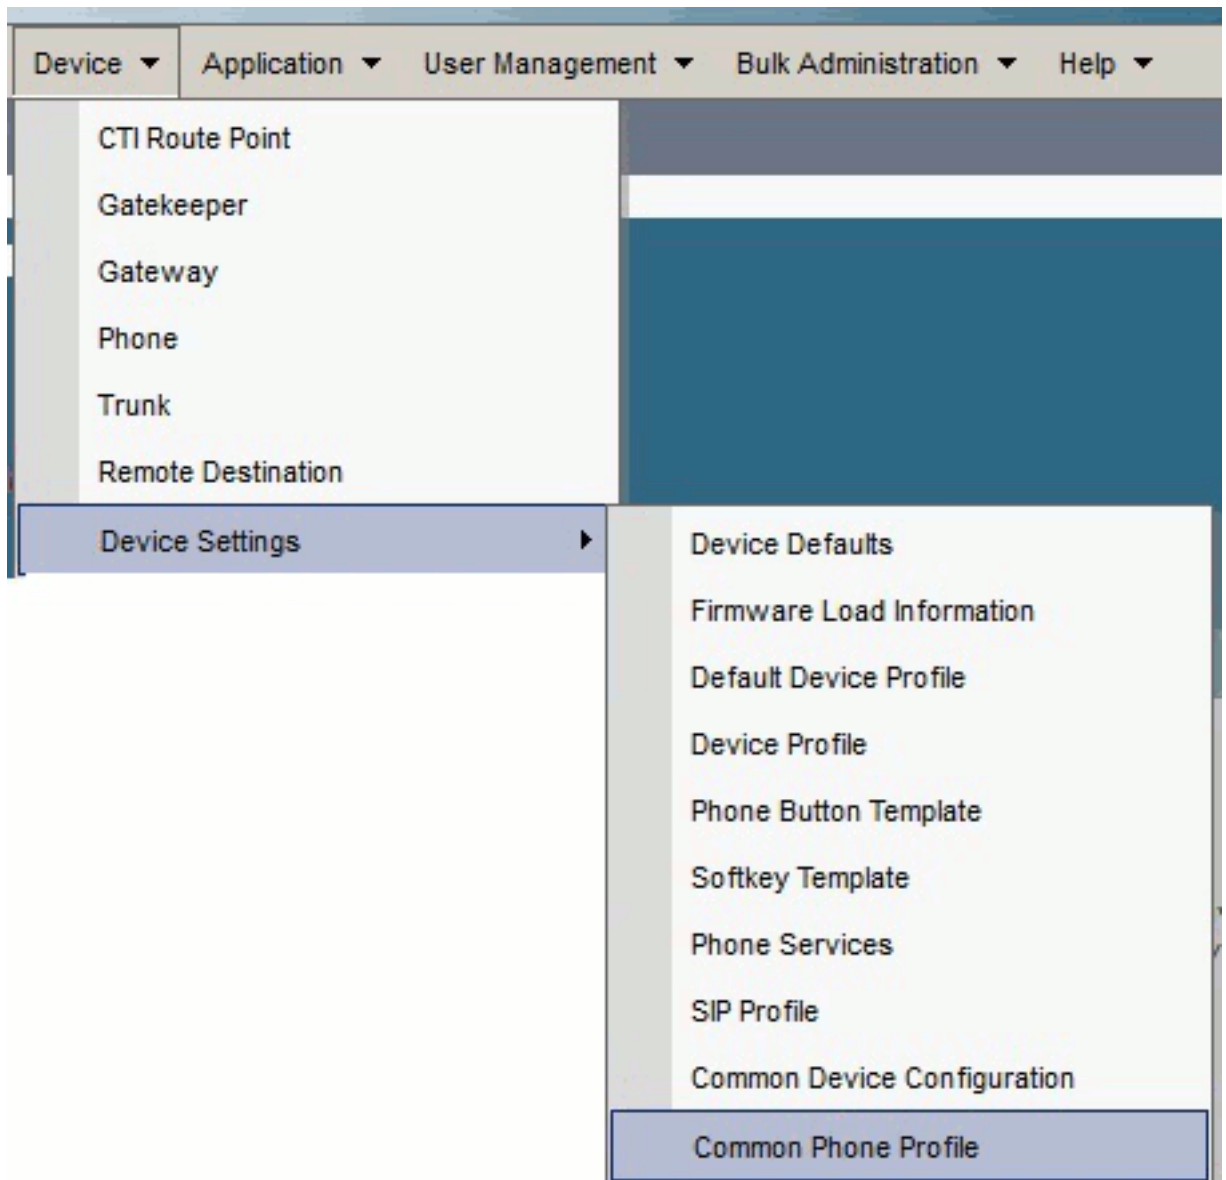 Device Application User Management Bulk Administration Help
CTI Route Point
Gatekeeper
Gateway
Phone
Trunk
Remote Destination
Device Settings
Device Defaults
Firmware Load Information
Default Device Profile
Device Profile
Phone Button Template
Softkey Template
Phone Services
SIP Profile
Common Device Configuration
Common Phone Profile